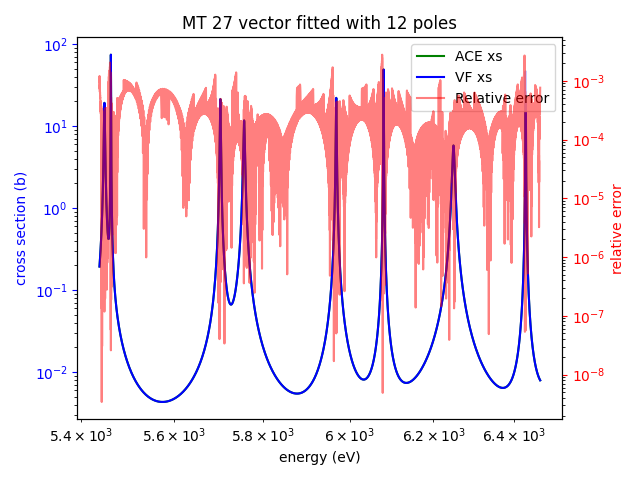 MT 27 vector fitted with 12 poles
ACE xs
VF xs
Relative error
10²
10¹
10⁰
10⁻¹
10⁻²
cross section (b)
10⁻³
10⁻⁴
10⁻⁵
10⁻⁶
10⁻⁷
10⁻⁸
relative error
5.4 × 10³ 5.6 × 10³ 5.8 × 10³ 6 × 10³ 6.2 × 10³ 6.4 × 10³
energy (eV)